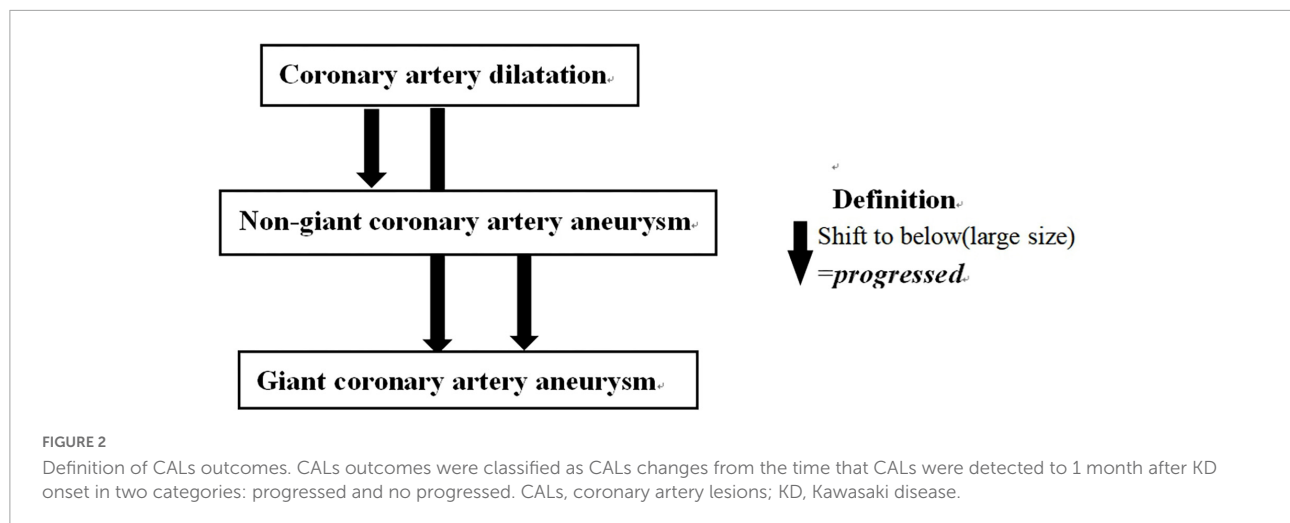 Coronary artery dilatation
Non-giant coronary artery aneurysm
Giant coronary artery aneurysm
Definition
Shift to below(large size)
=progressed
FIGURE 2
Definition of CALs outcomes. CALs outcomes were classified as CALs changes from the time that CALs were detected to 1 month after KD
onset in two categories: progressed and no progressed. CALs, coronary artery lesions; KD, Kawasaki disease.